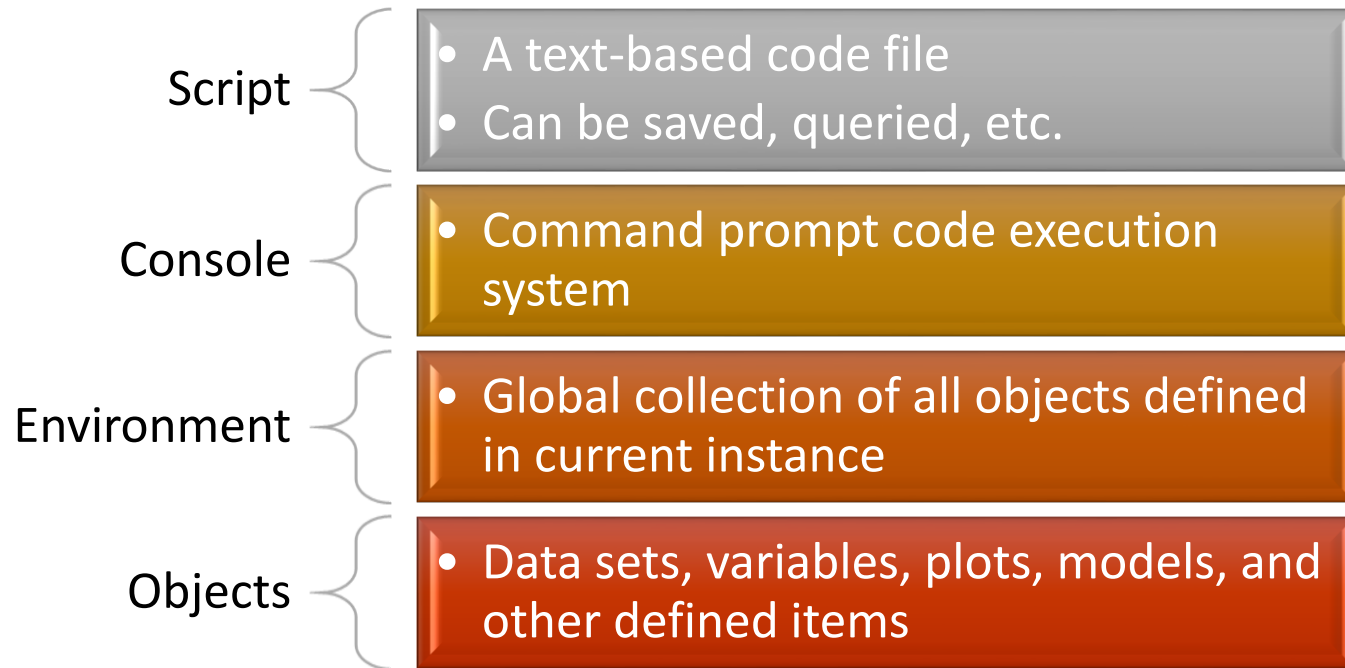 Script
• A text-based code file
• Can be saved, queried, etc.
Console
• Command prompt code execution
system
Environment
• Global collection of all objects defined
in current instance
Objects
• Data sets, variables, plots, models, and
other defined items